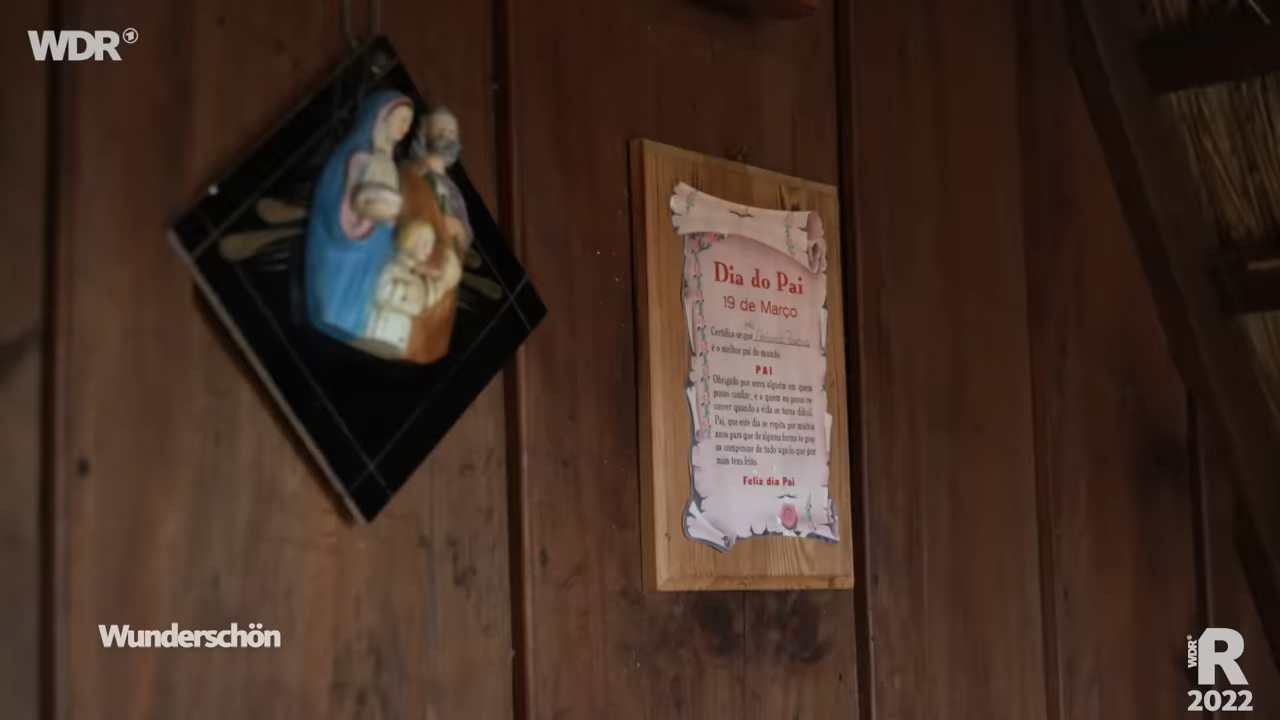 WDR
Dia do Pai
19 de Março
Certifica-se que
é o melhor pai do mundo.
PAI
Obrigado por seres alguém em quem
posso confiar, e a quem eu posso re-
correr quando a vida se torna difícil.
Pai, que este dia se repita por muitos
anos para que de alguma forma te pos-
sa compensar de tudo aquilo que por
mim tens feito.
Feliz dia Pai
Wunderschön
WDR
R
2022